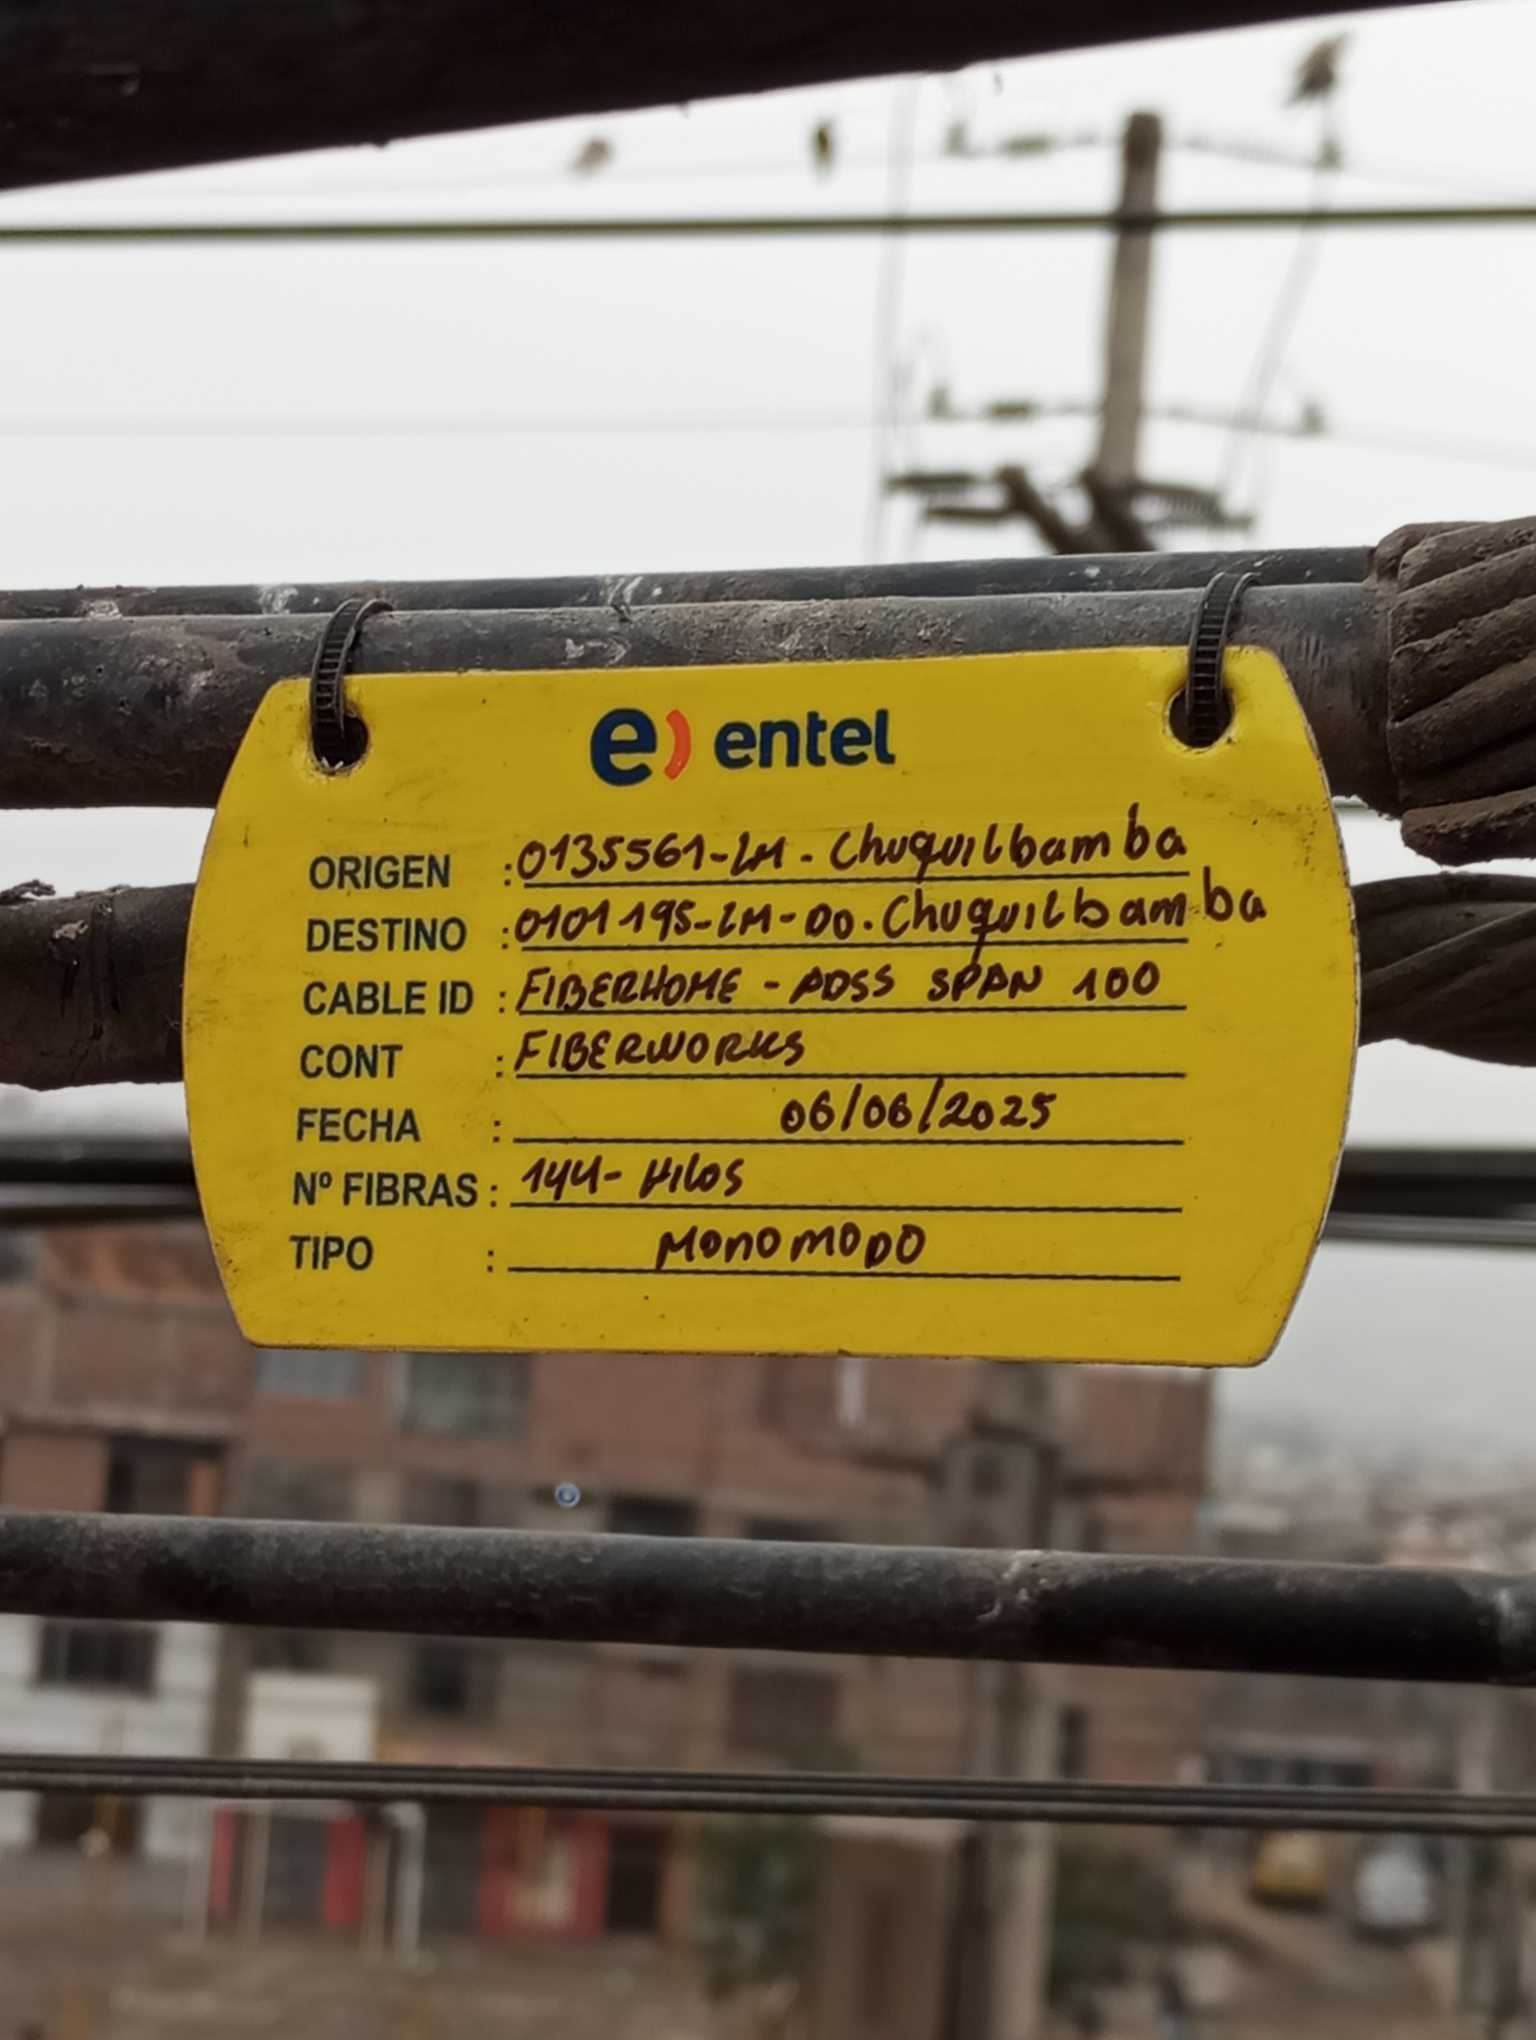 e) entel
ORIGEN : 0135561-LM - Chuquilbamba
DESTINO : 0101195-LM-DO. Chuquilbamba
CABLE ID : FIBERHOME - ADSS SPAN 100
CONT : FIBERWORKS
FECHA : 06/06/2025
Nº FIBRAS : 144- Hilos
TIPO : MONOMODO